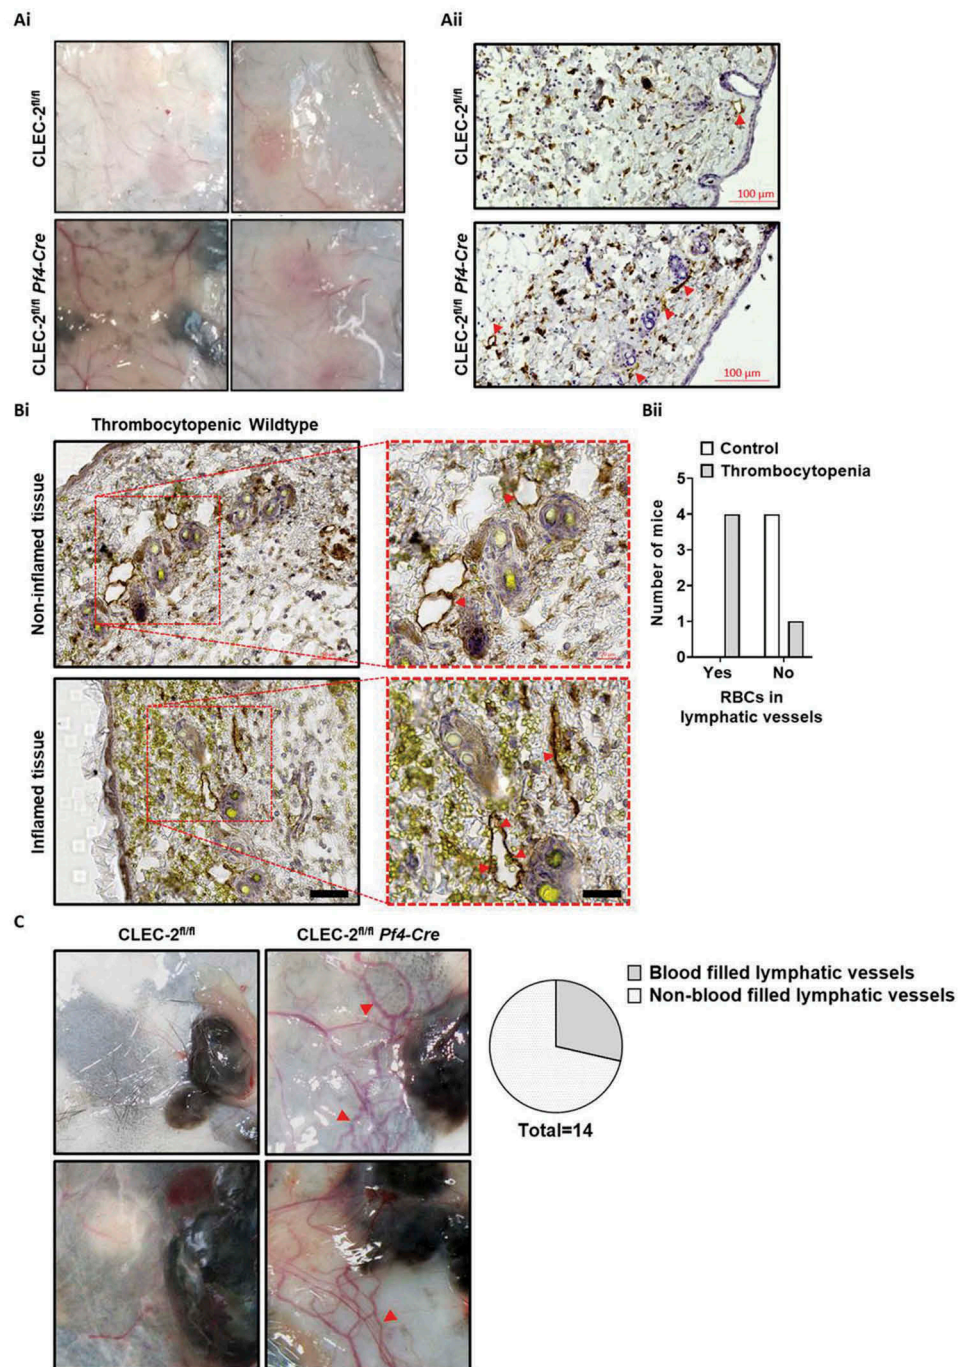 Ai
Aii
CLEC-2fl/fl
CLEC-2fl/fl
100 μm
CLEC-2fl/fl Pf4-Cre
CLEC-2fl/fl Pf4-Cre
100 μm
Bi
Bii
Thrombocytopenic Wildtype
Non-inflamed tissue
Inflamed tissue
Control
Thrombocytopenia
Number of mice
5
4
3
2
1
0
Yes No
RBCs in
lymphatic vessels
C
CLEC-2fl/fl
CLEC-2fl/fl Pf4-Cre
Blood filled lymphatic vessels
Non-blood filled lymphatic vessels
Total=14